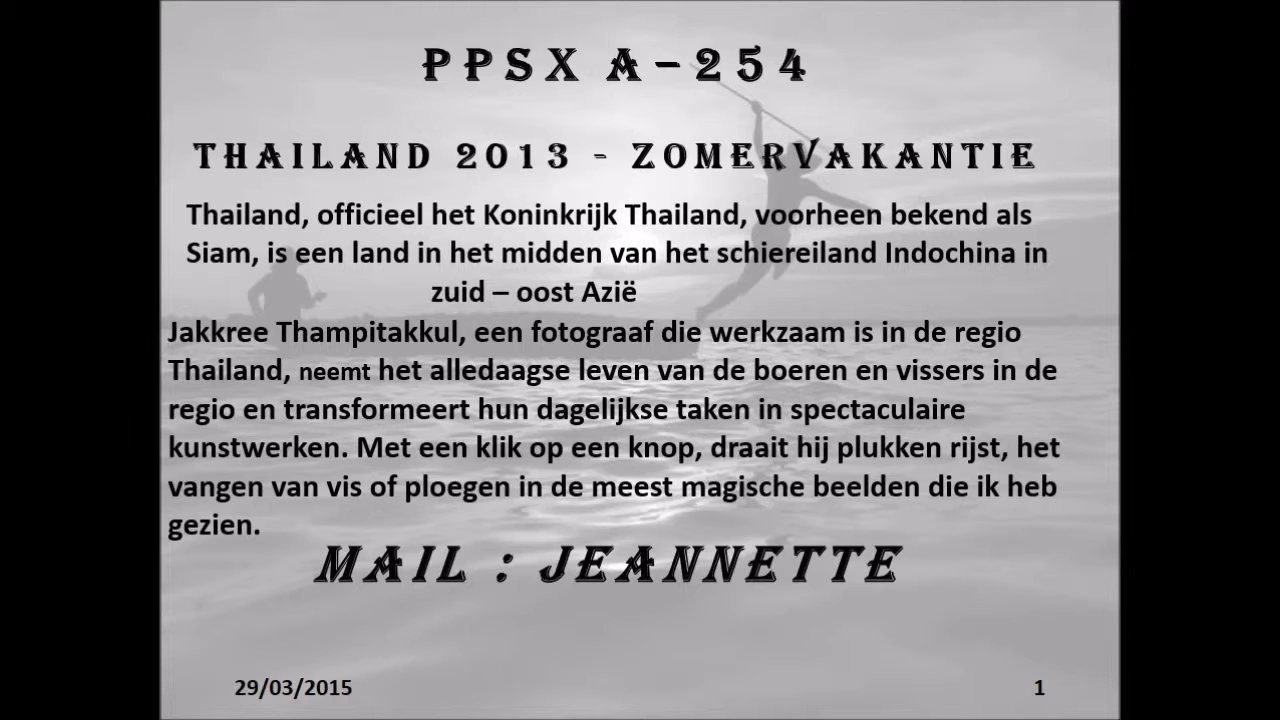 PPSX A-254
THAILAND 2013 - ZOMERVAKANTIE
Thailand, officieel het Koninkrijk Thailand, voorheen bekend als
Siam, is een land in het midden van het schiereiland Indochina in
zuid – oost Azië
Jakkree Thampitakkul, een fotograaf die werkzaam is in de regio
Thailand, neemt het alledaagse leven van de boeren en vissers in de
regio en transformeert hun dagelijkse taken in spectaculaire
kunstwerken. Met een klik op een knop, draait hij plukken rijst, het
vangen van vis of ploegen in de meest magische beelden die ik heb
gezien.
MAIL : JEANNETTE
29/03/2015 1